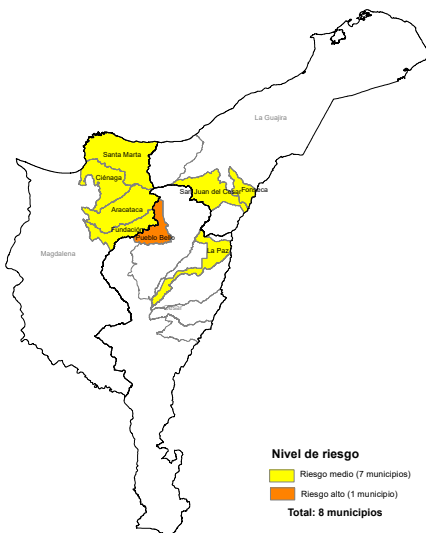 La Guajira
Santa Marta
Ciénaga
San Juan del Cesar
Fonseca
Aracataca
Fundación
Pueblo Bello
Magdalena
La Paz
Cesar
Nivel de riesgo
Riesgo medio (7 municipios)
Riesgo alto (1 municipio)
Total: 8 municipios